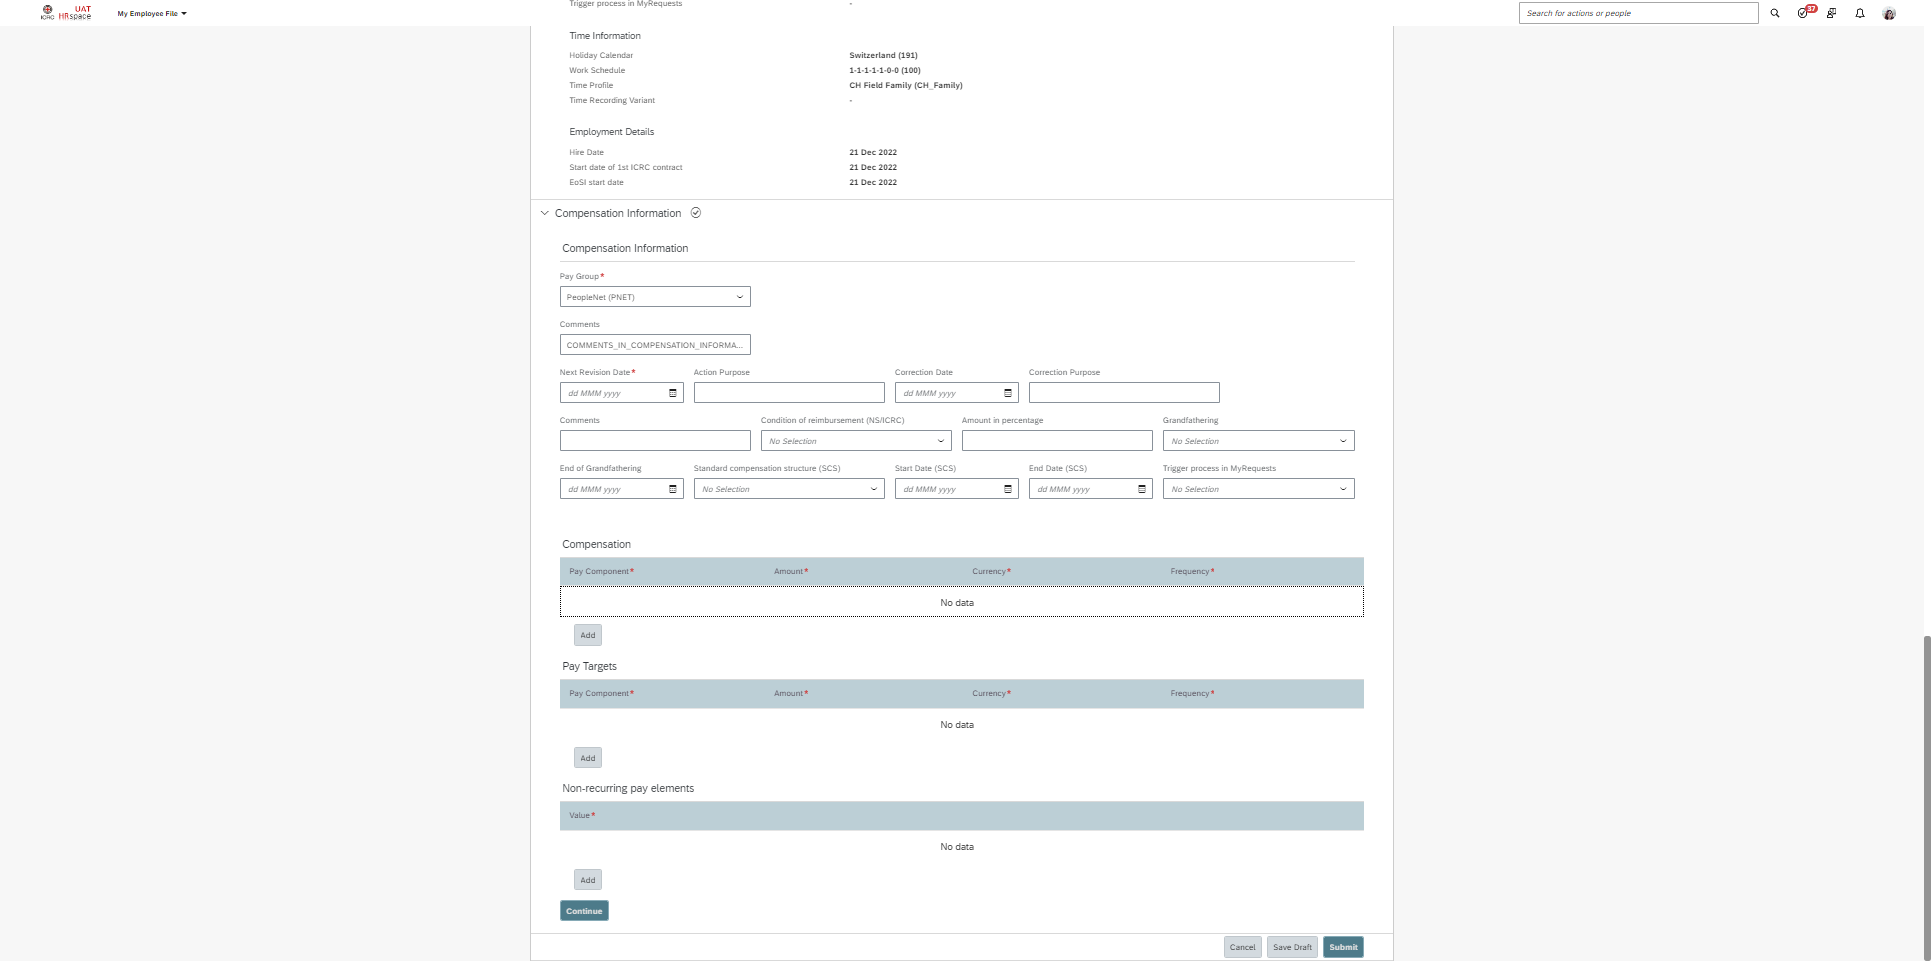 UAT
ICRC HRspace
My Employee File
Search for actions or people
37
Trigger process in MyRequests -
Time Information
Holiday Calendar Switzerland (191)
Work Schedule 1-1-1-1-1-0-0 (100)
Time Profile CH Field Family (CH_Family)
Time Recording Variant -
Employment Details
Hire Date 21 Dec 2022
Start date of 1st ICRC contract 21 Dec 2022
EoSI start date 21 Dec 2022
Compensation Information
Compensation Information
Pay Group*
PeopleNet (PNET)
Comments
COMMENTS_IN_COMPENSATION_INFORMA...
Next Revision Date* Action Purpose Correction Date Correction Purpose
dd MMM yyyy dd MMM yyyy
Comments Condition of reimbursement (NS/ICRC) Amount in percentage Grandfathering
No Selection No Selection
End of Grandfathering Standard compensation structure (SCS) Start Date (SCS) End Date (SCS) Trigger process in MyRequests
dd MMM yyyy No Selection dd MMM yyyy dd MMM yyyy No Selection
Compensation
Pay Component* Amount* Currency* Frequency*
No data
Add
Pay Targets
Pay Component* Amount* Currency* Frequency*
No data
Add
Non-recurring pay elements
Value*
No data
Add
Continue
Cancel Save Draft Submit